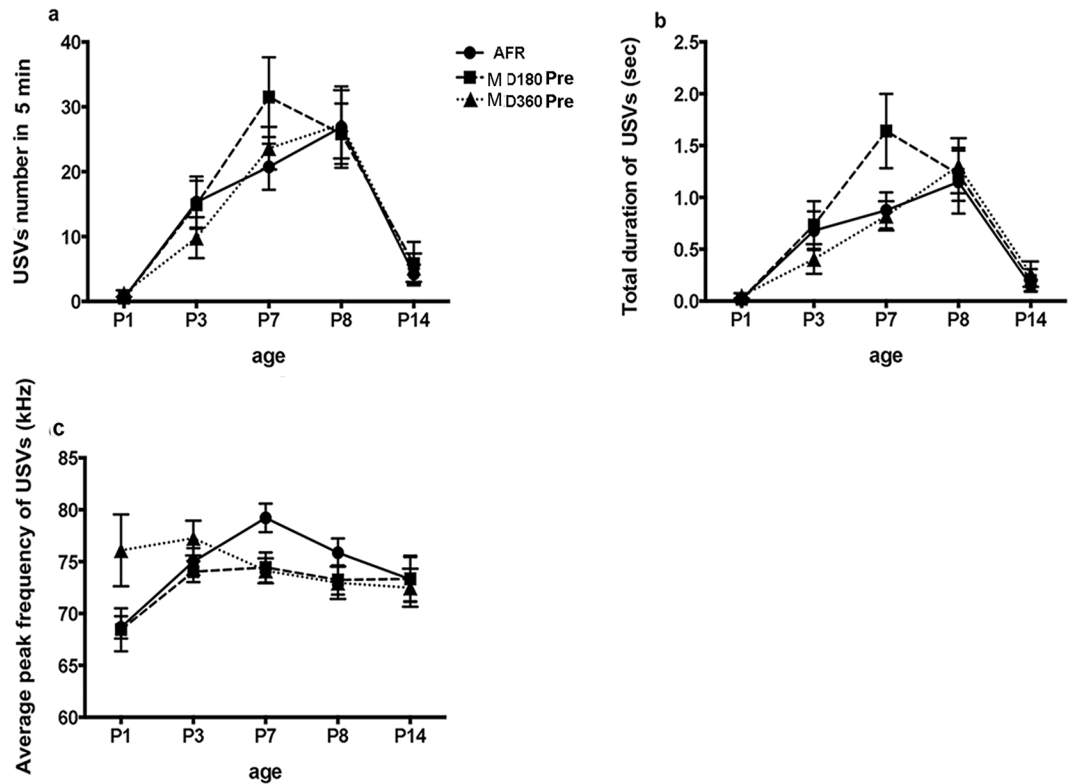 a
40
30
20
10
0
USVs number in 5 min
P1 P3 P7 P8 P14
age
AFR
M D180 Pre
M D360 Pre
b
2.5
2.0
1.5
1.0
0.5
0.0
Total duration of USVs (sec)
P1 P3 P7 P8 P14
age
c
85
80
75
70
65
60
Average peak frequency of USVs (kHz)
P1 P3 P7 P8 P14
age